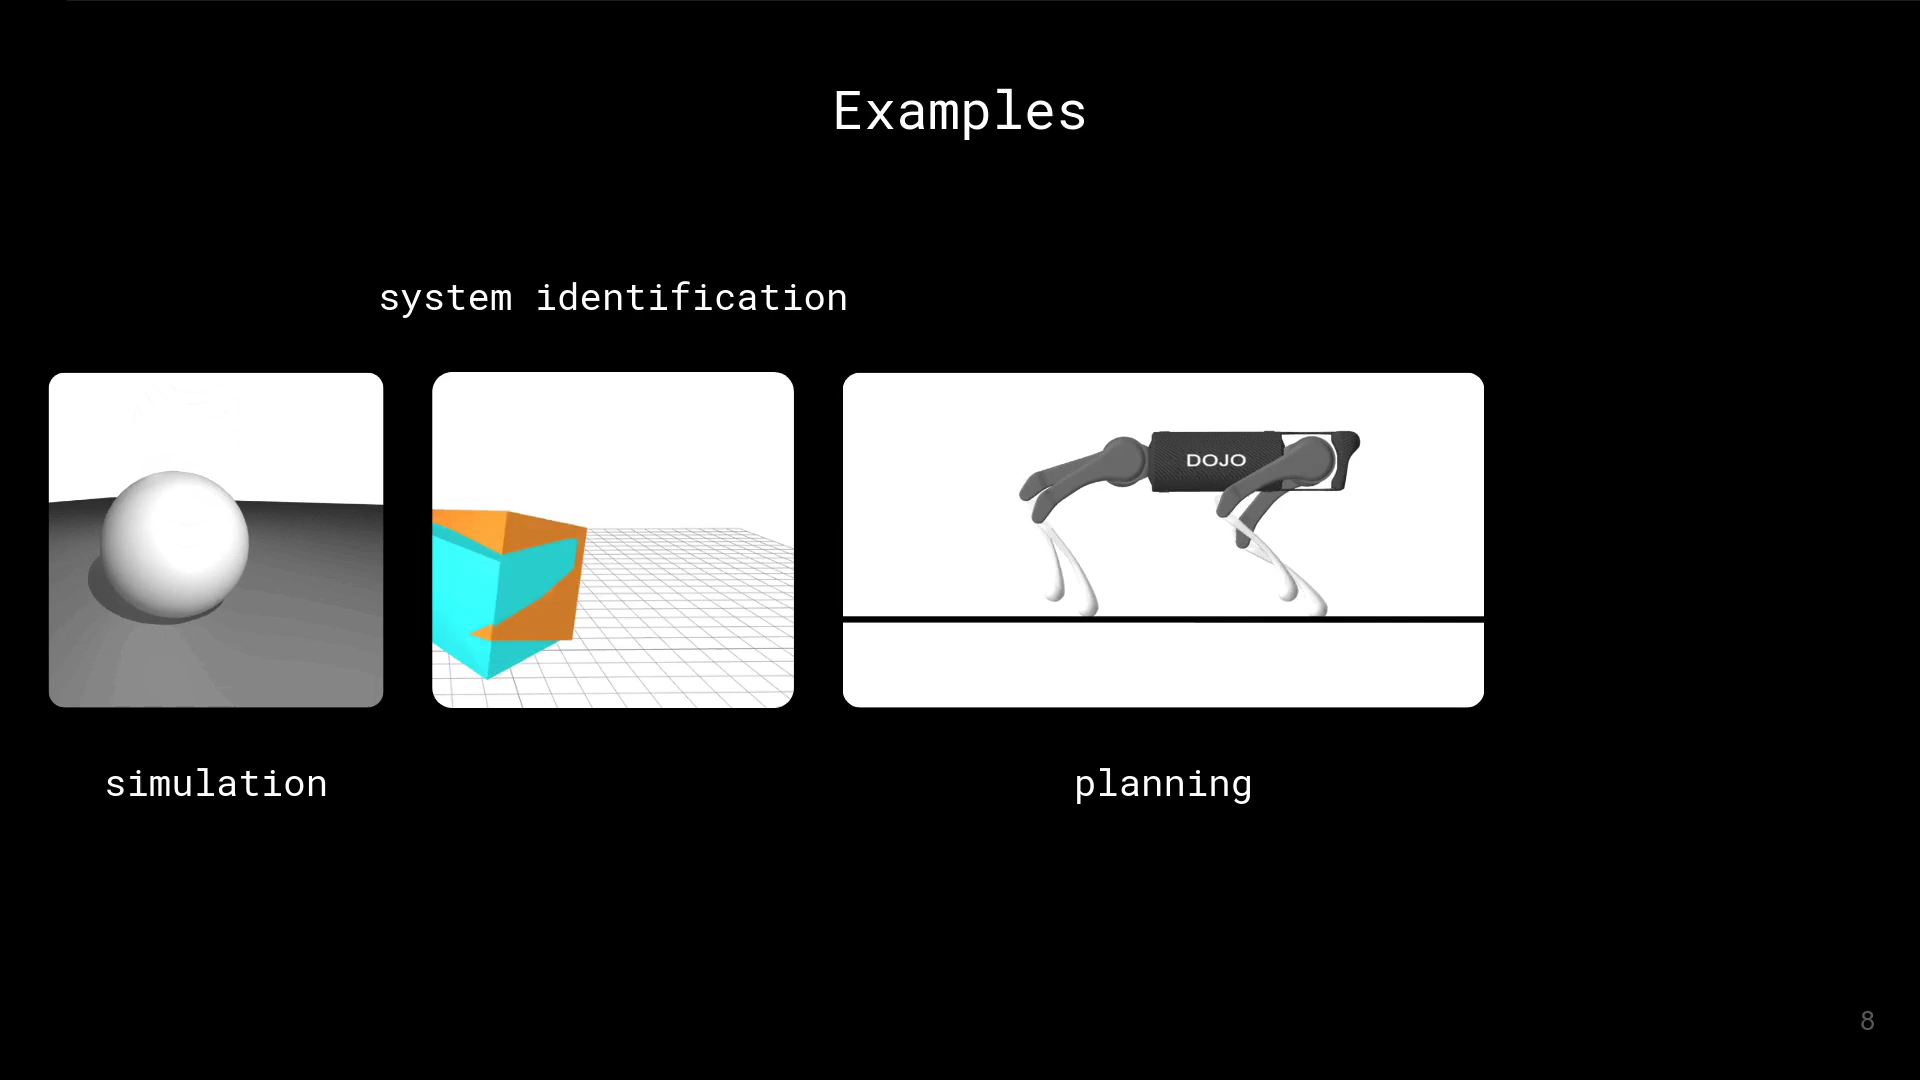 Examples
system identification
DOJO
simulation
planning
8